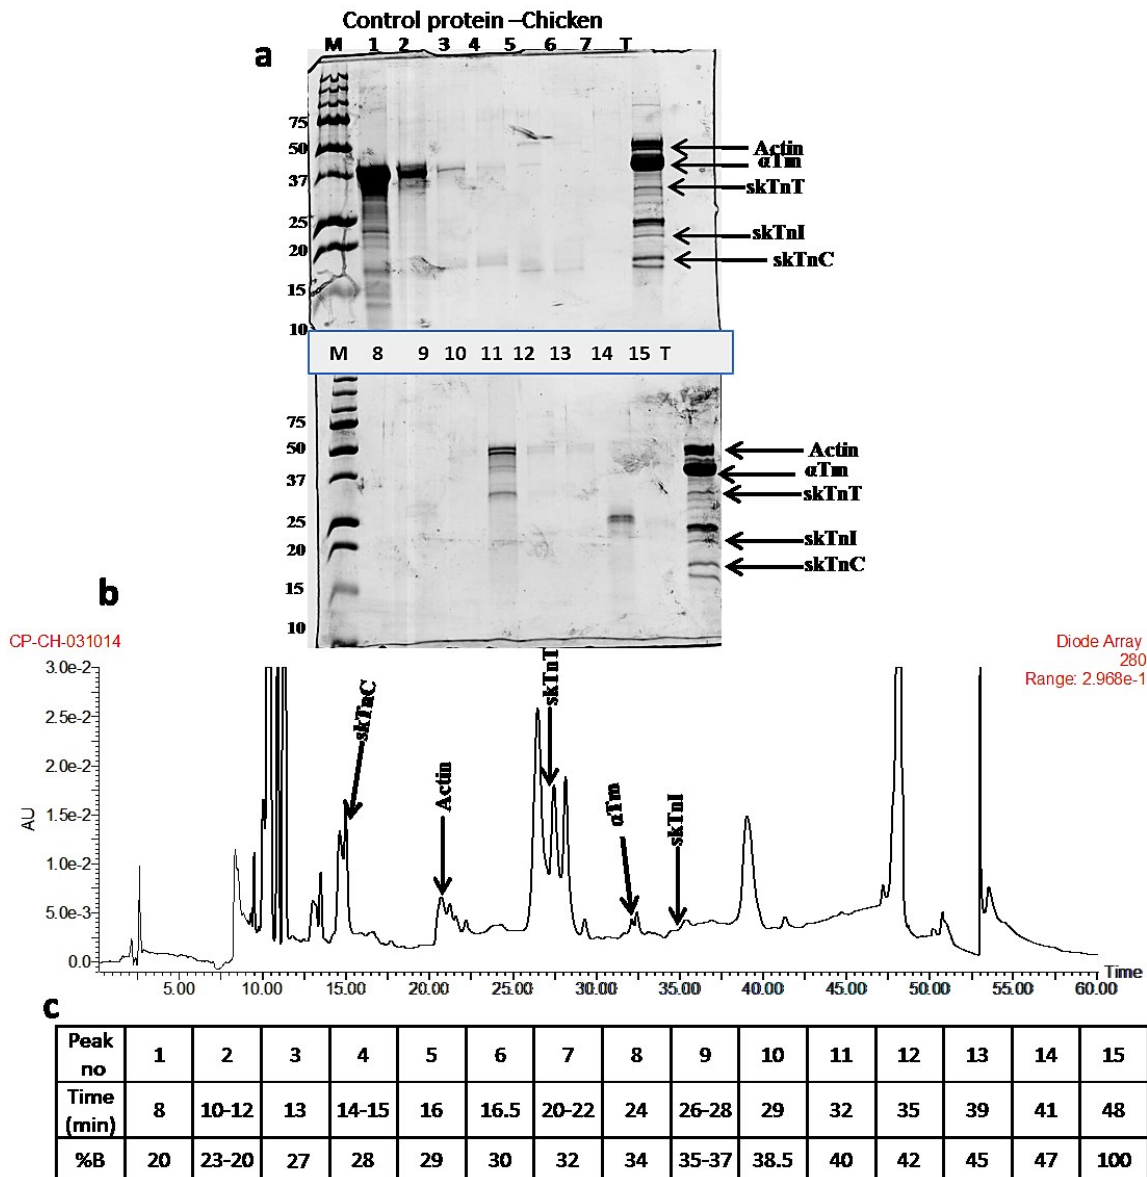 Control protein –Chicken
a
M 1 2 3 4 5 6 7 T
75
50
37
25
20
15
10
Actin
αTm
skTnT
skTnI
skTnC
M 8 9 10 11 12 13 14 15 T
75
50
37
25
20
15
10
Actin
αTm
skTnT
skTnI
skTnC
b
CP-CH-031014
Diode Array
280
Range: 2.968e-1
3.0e-2
2.5e-2
2.0e-2
1.5e-2
1.0e-2
5.0e-3
0.0
AU
skTnC
Actin
skTnT
αTm
skTnI
Time
5.00 10.00 15.00 20.00 25.00 30.00 35.00 40.00 45.00 50.00 55.00 60.00
c
Peak no 1 2 3 4 5 6 7 8 9 10 11 12 13 14 15
Time (min) 8 10-12 13 14-15 16 16.5 20-22 24 26-28 29 32 35 39 41 48
%B 20 23-20 27 28 29 30 32 34 35-37 38.5 40 42 45 47 100